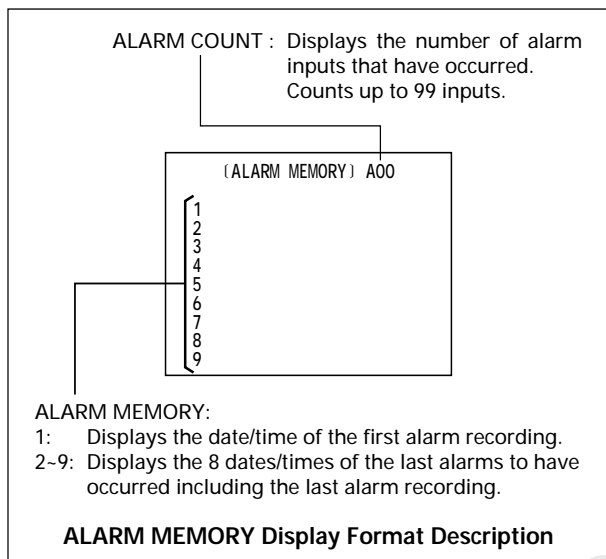 ALARM COUNT : Displays the number of alarm
inputs that have occurred.
Counts up to 99 inputs.
(ALARM MEMORY) A00
1
2
3
4
5
6
7
8
9
ALARM MEMORY:
1: Displays the date/time of the first alarm recording.
2~9: Displays the 8 dates/times of the last alarms to have
occurred including the last alarm recording.
ALARM MEMORY Display Format Description